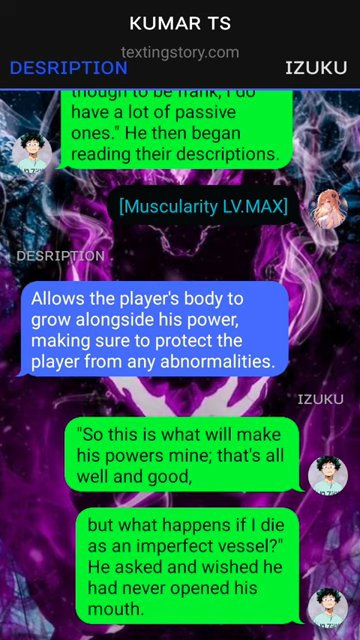 KUMAR TS
textingstory.com
DESRIPTION
IZUKU
though to be frank, I do
have a lot of passive
ones." He then began
reading their descriptions.
[Muscularity LV.MAX]
DESRIPTION
Allows the player's body to
grow alongside his power,
making sure to protect the
player from any abnormalities.
IZUKU
"So this is what will make
his powers mine; that's all
well and good,
but what happens if I die
as an imperfect vessel?"
He asked and wished he
had never opened his
mouth.